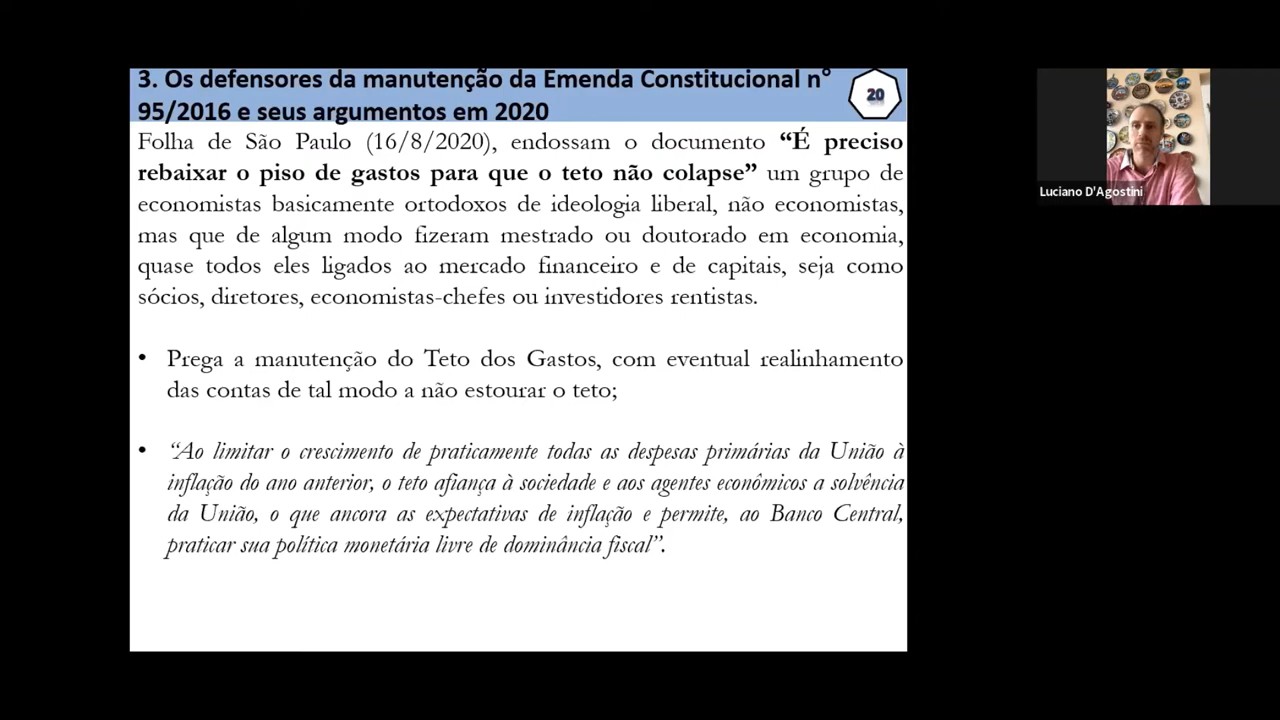 3. Os defensores da manutenção da Emenda Constitucional n°
95/2016 e seus argumentos em 2020
20
Folha de São Paulo (16/8/2020), endossam o documento “É preciso
rebaixar o piso de gastos para que o teto não colapse” um grupo de
economistas basicamente ortodoxos de ideologia liberal, não economistas,
mas que de algum modo fizeram mestrado ou doutorado em economia,
quase todos eles ligados ao mercado financeiro e de capitais, seja como
sócios, diretores, economistas-chefes ou investidores rentistas.
• Prega a manutenção do Teto dos Gastos, com eventual realinhamento
das contas de tal modo a não estourar o teto;
• “Ao limitar o crescimento de praticamente todas as despesas primárias da União à
inflação do ano anterior, o teto afiança à sociedade e aos agentes econômicos a solvência
da União, o que ancora as expectativas de inflação e permite, ao Banco Central,
praticar sua política monetária livre de dominância fiscal”.
Luciano D'Agostini